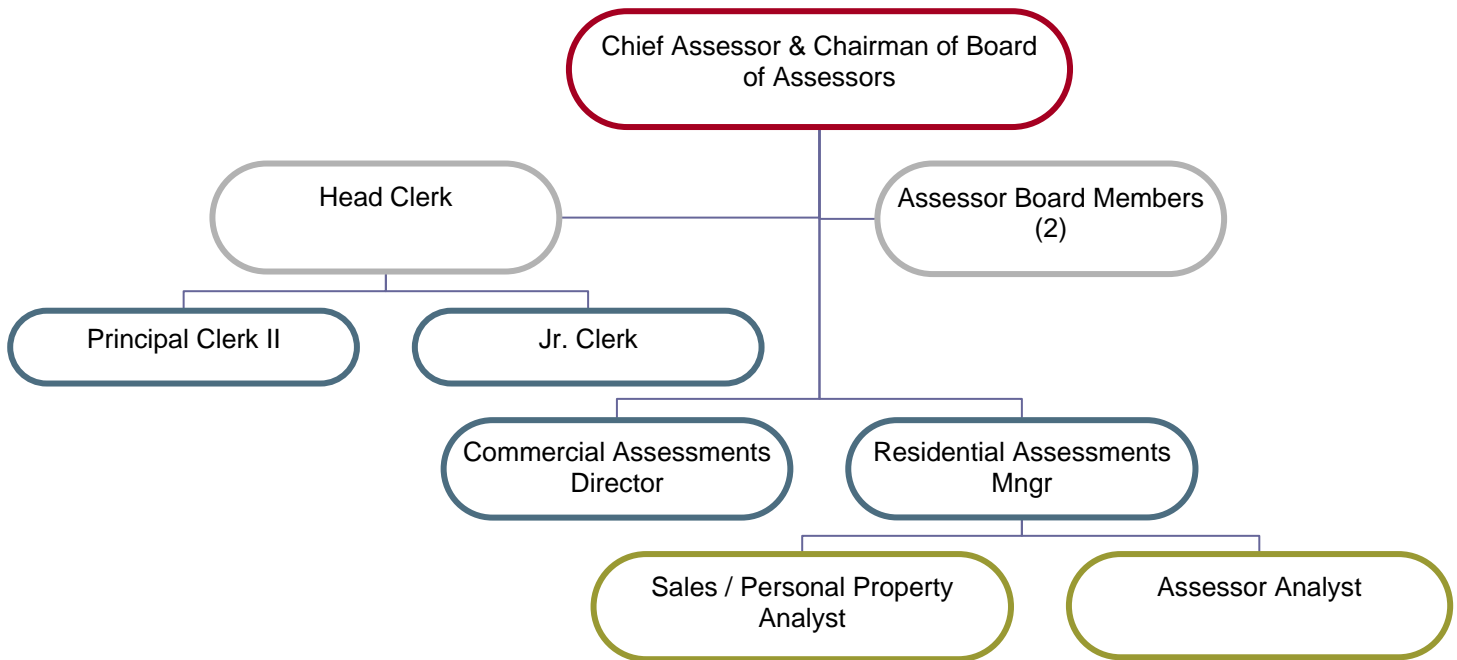 Chief Assessor & Chairman of Board
of Assessors
Head Clerk
Assessor Board Members
(2)
Principal Clerk II
Jr. Clerk
Commercial Assessments
Director
Residential Assessments
Mngr
Sales / Personal Property
Analyst
Assessor Analyst